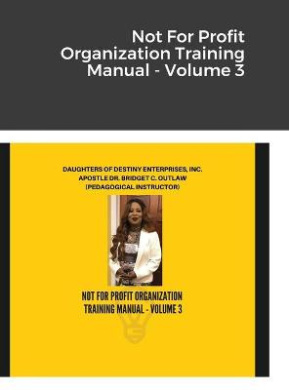 Not For Profit
Organization Training
Manual - Volume 3
DAUGHTERS OF DESTINY ENTERPRISES, INC.
APOSTLE DR. BRIDGET C. OUTLAW
(PEDAGOGICAL INSTRUCTOR)
NOT FOR PROFIT ORGANIZATION
TRAINING MANUAL - VOLUME 3